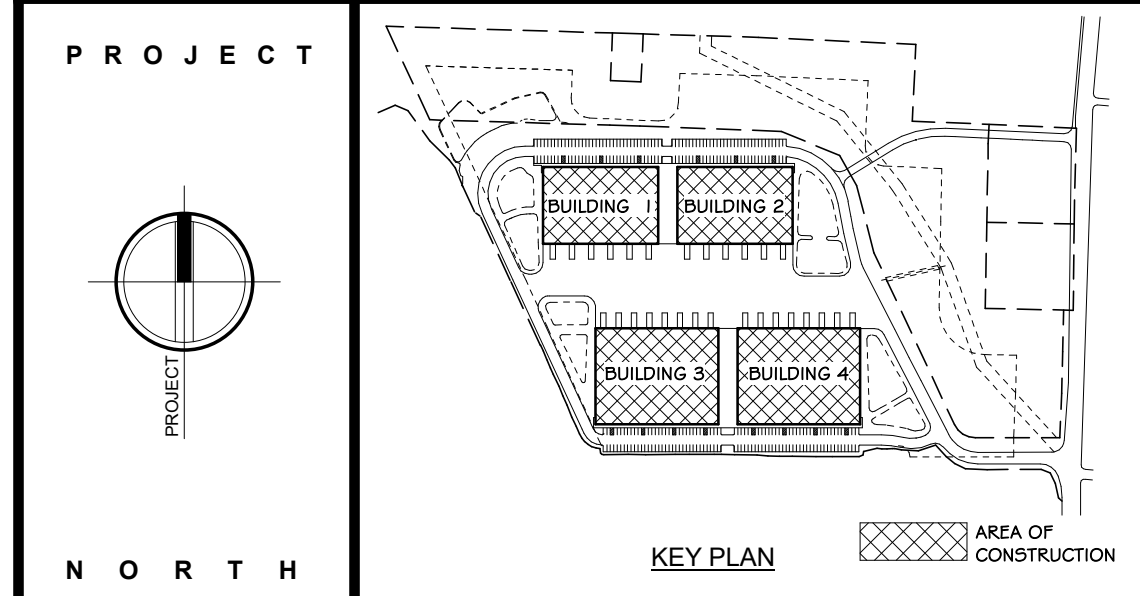 P R O J E C T
PROJECT
N O R T H
BUILDING 1
BUILDING 2
BUILDING 3
BUILDING 4
KEY PLAN
AREA OF
CONSTRUCTION